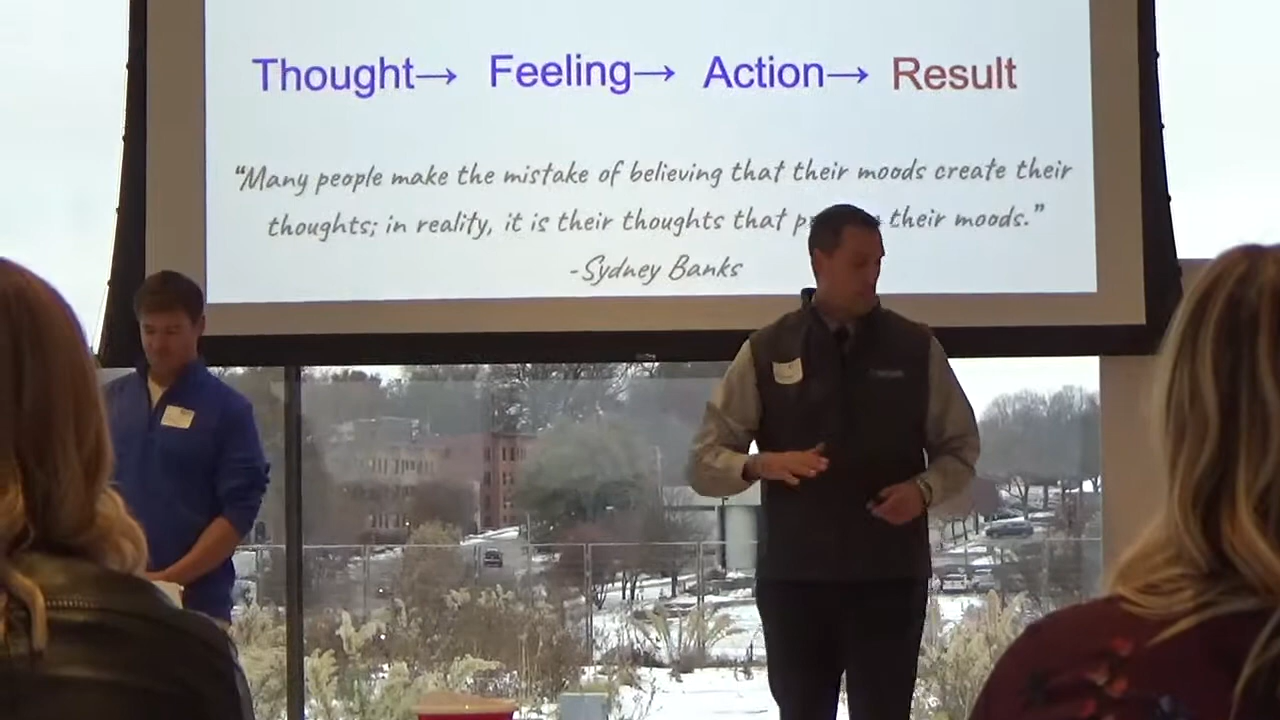 Thought→ Feeling→ Action→ Result
“Many people make the mistake of believing that their moods create their
thoughts; in reality, it is their thoughts that their moods.”
-Sydney Banks